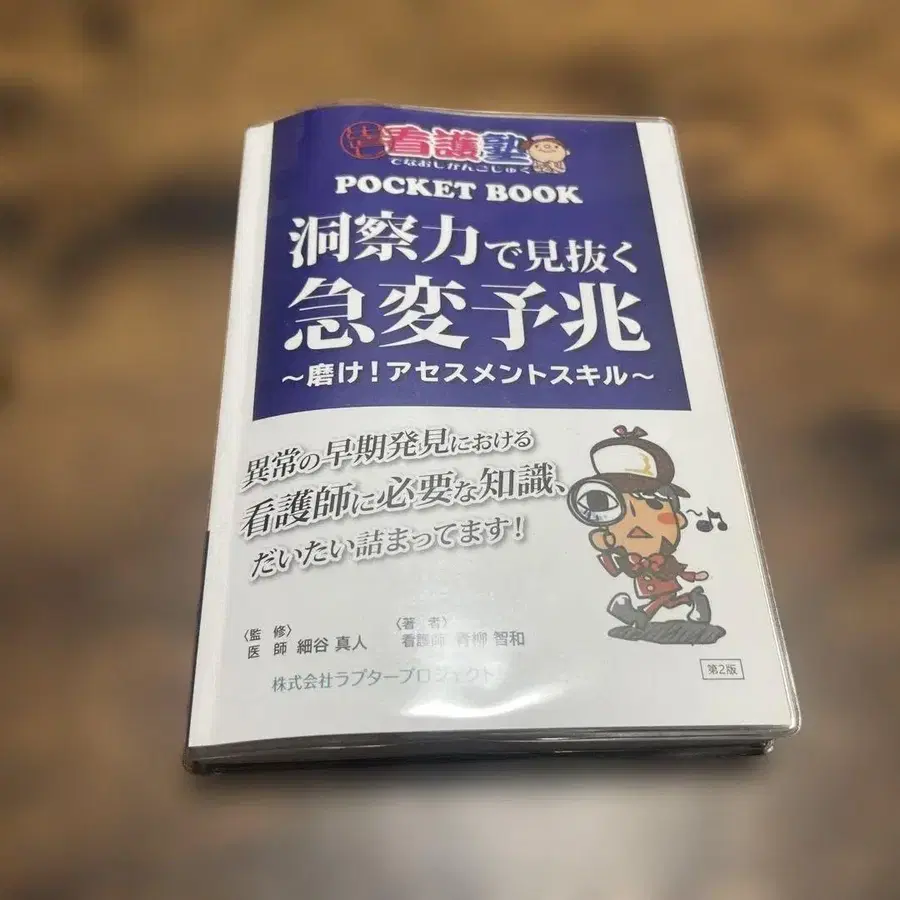 看護塾
でなおしかんごじゅく
POCKET BOOK
洞察力で見抜く
急変予兆
～磨け！アセスメントスキル～
異常の早期発見における
看護師に必要な知識、
だいたい詰まってます！
〈監 修〉
医 師 細谷 真人
〈著 者〉
看護師 青柳 智和
株式会社ラプタープロジェクト
第2版